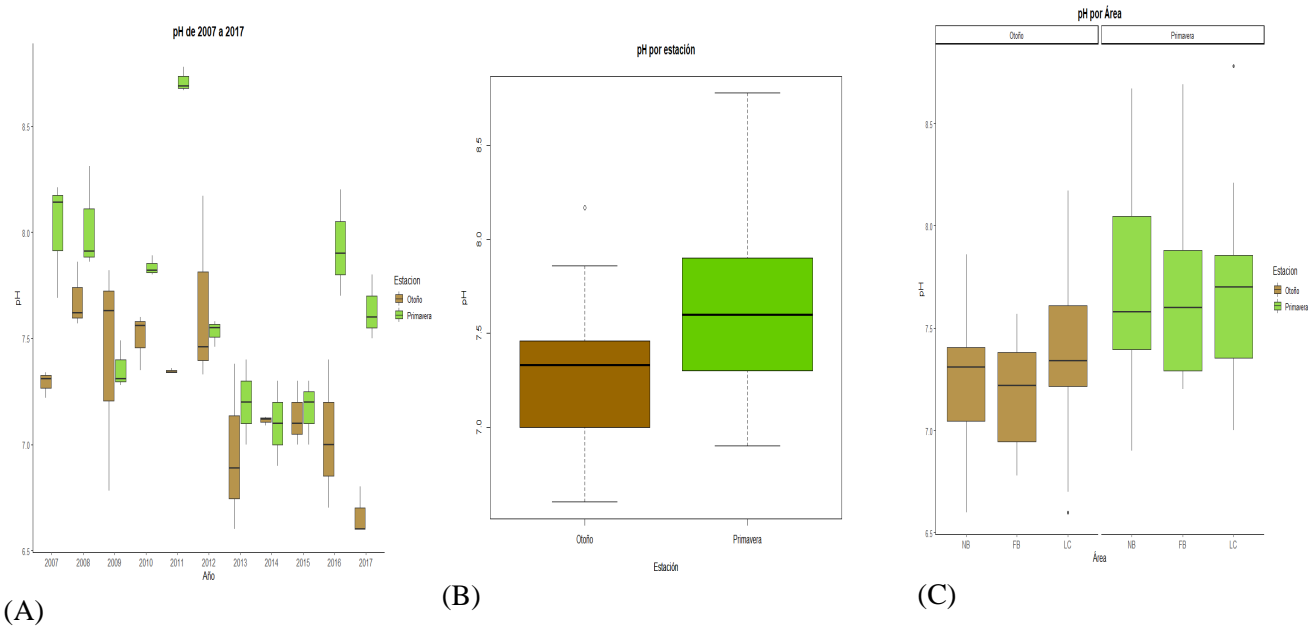 pH de 2007 a 2017
pH
8.5
8.0
7.5
7.0
6.5
2007 2008 2009 2010 2011 2012 2013 2014 2015 2016 2017
Año
Estacion
Otoño
Primavera
(A)
pH por estación
pH
8.5
8.0
7.5
7.0
Otoño Primavera
Estación
(B)
pH por Área
Otoño Primavera
pH
8.5
8.0
7.5
7.0
6.5
NB FB LC NB FB LC
Área
Estacion
Otoño
Primavera
(C)